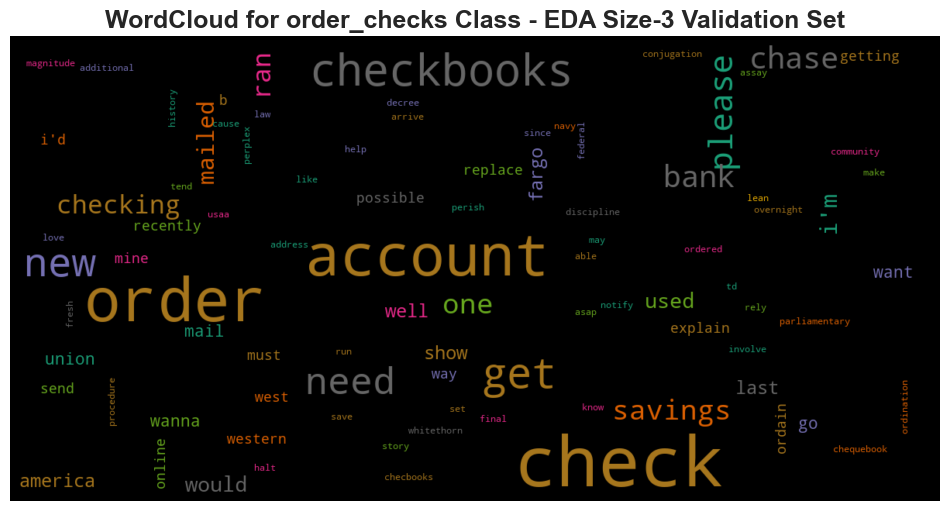 WordCloud for order_checks Class - EDA Size-3 Validation Set
magnitude
additional
history
i'd
b
cause
mailed
ran
law
perplex
checkbooks
decree
arrive
help
since
navy
federal
conjugation
please
assay
chase
getting
community
make
tend
checking
usaa
recently
love
new
mine
like
possible
replace
perish
fargo
discipline
bank
lean
overnight
i'm
address
account
may
able
ordered
want
order
fresh
mail
well
one
asap
notify
used
td
rely
explain
parliamentary
union
must
run
show
involve
send
procedure
west
need
way
get
last
wanna
western
save
set
final
know
savings
ordain
go
ordination
whitethorn
story
chequebook
online
halt
america
would
checbooks
check